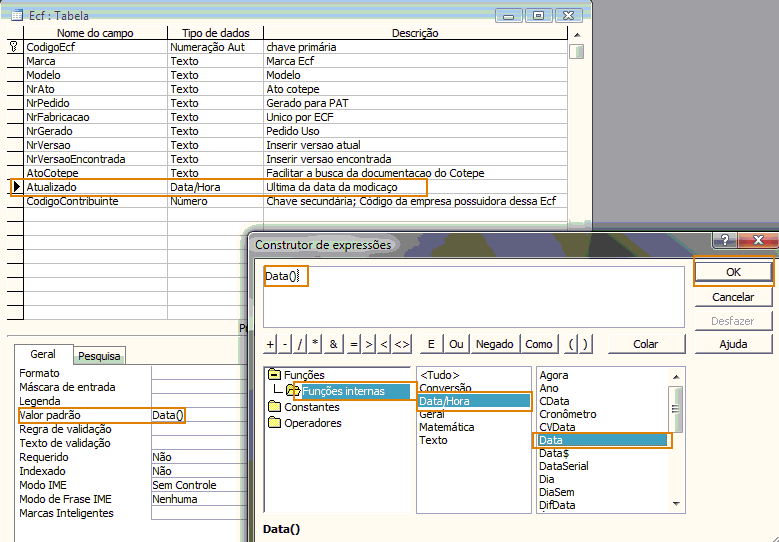 Ecf : Tabela
Nome do campo Tipo de dados Descrição
CodigoEcf Numeração Aut chave primária
Marca Texto Marca Ecf
Modelo Texto Modelo
NrAto Texto Ato cotepe
NrPedido Texto Gerado para PAT
NrFabricacao Texto Unico por ECF
NrGerado Texto Pedido Uso
NrVersao Texto Inserir versao atual
NrVersaoEncontrada Texto Inserir versao encontrada
AtoCotepe Texto Facilitar a busca da documentacao do Cotepe
Atualizado Data/Hora Ultima da data da modicaço
CodigoContribuinte Número Chave secundária; Código da empresa possuidora dessa Ecf
Construtor de expressões
Data()
OK
Cancelar
Desfazer
Ajuda
+ - / * & = > < <> E Ou Negado Como ( ) Colar
Geral Pesquisa
Formato
Máscara de entrada
Legenda
Valor padrão Data()
Regra de validação
Texto de validação
Requerido Não
Indexado Não
Modo IME Sem Controle
Modo de Frase IME Nenhuma
Marcas Inteligentes
Funções
Funções internas
Constantes
Operadores
<Tudo>
Conversão
Data/Hora
Geral
Matemática
Texto
Agora
Ano
CData
Cronômetro
CVData
Data
Data$
DataSerial
Dia
DiaSem
DifData
Data()